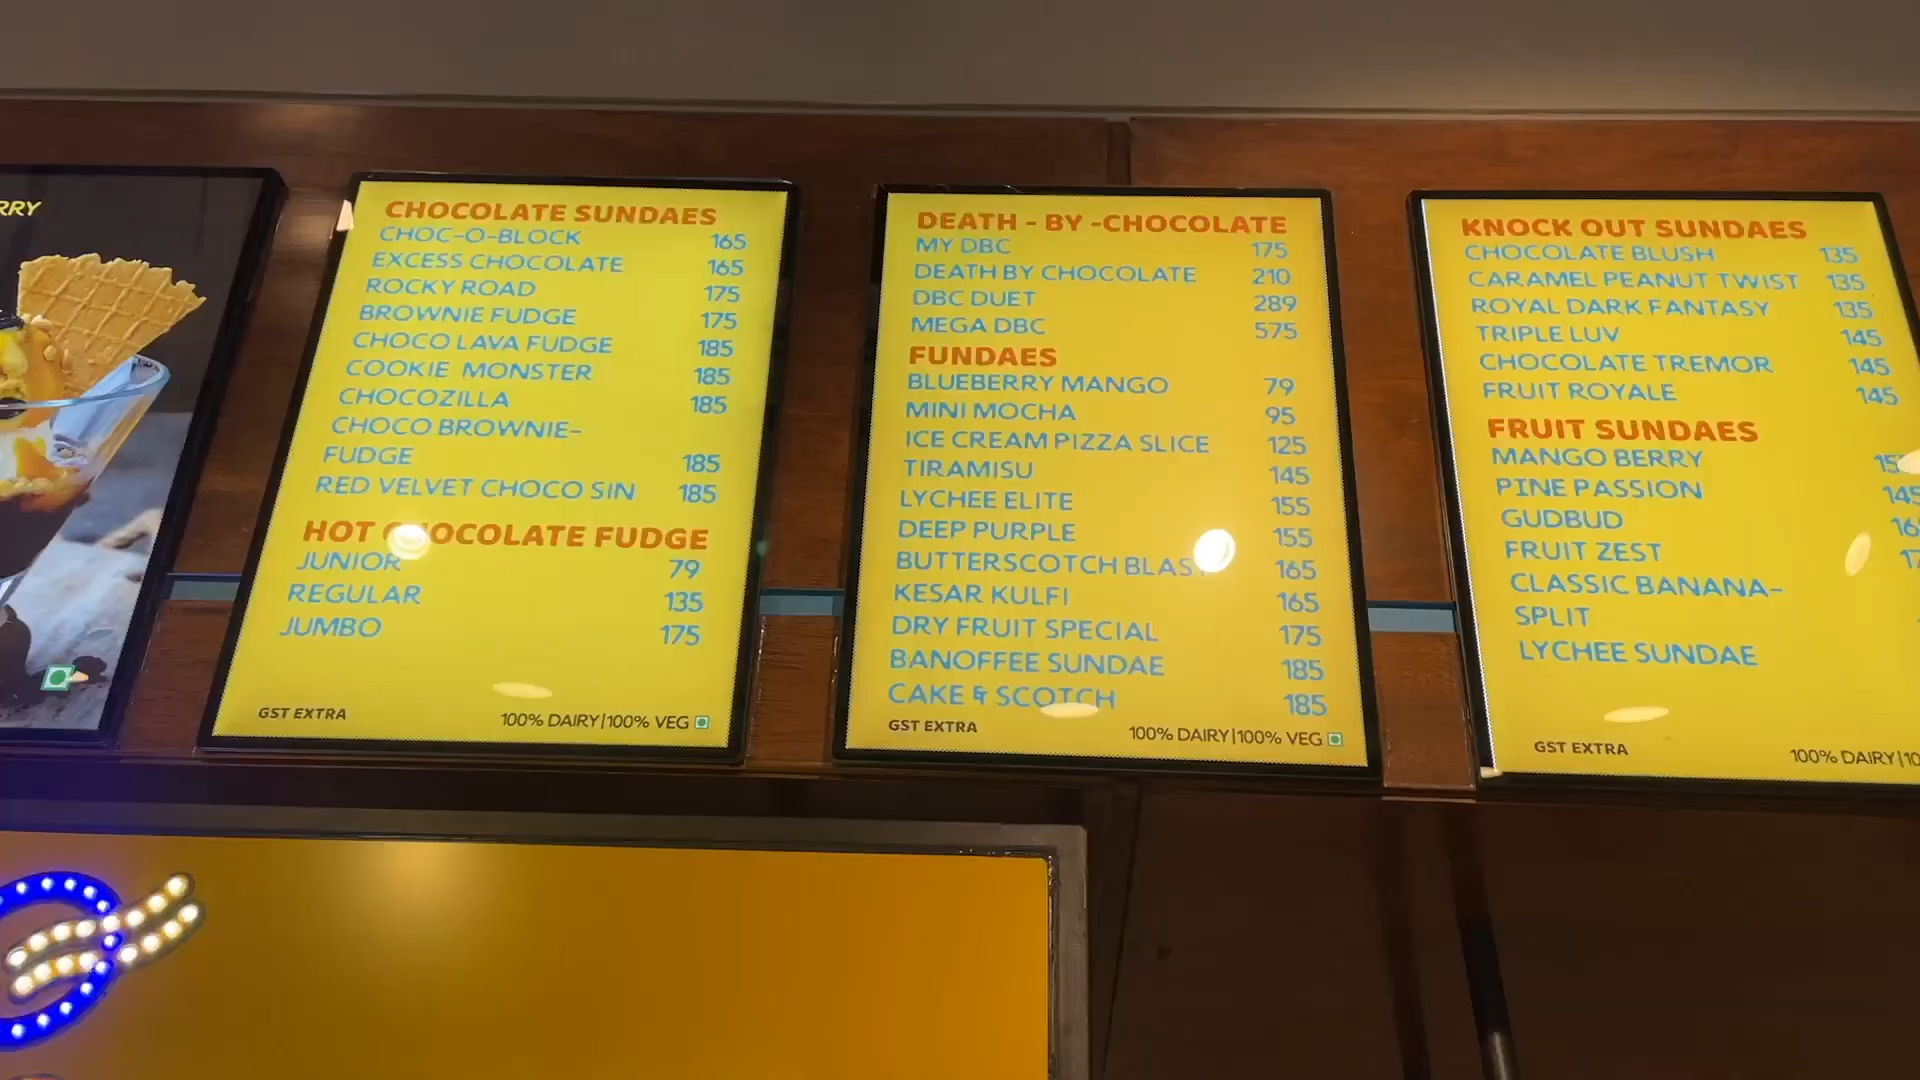 CHOCOLATE SUNDAES
CHOC-O-BLOCK 165
EXCESS CHOCOLATE 165
ROCKY ROAD 175
BROWNIE FUDGE 175
CHOCO LAVA FUDGE 185
COOKIE MONSTER 185
CHOCOZILLA 185
CHOCO BROWNIE-
FUDGE 185
RED VELVET CHOCO SIN 185
HOT CHOCOLATE FUDGE
JUNIOR 79
REGULAR 135
JUMBO 175
GST EXTRA 100% DAIRY|100% VEG
DEATH - BY -CHOCOLATE
MY DBC 175
DEATH BY CHOCOLATE 210
DBC DUET 289
MEGA DBC 575
FUNDAES
BLUEBERRY MANGO 79
MINI MOCHA 95
ICE CREAM PIZZA SLICE 125
TIRAMISU 145
LYCHEE ELITE 155
DEEP PURPLE 155
BUTTERSCOTCH BLAST 165
KESAR KULFI 165
DRY FRUIT SPECIAL 175
BANOFFEE SUNDAE 185
CAKE & SCOTCH 185
GST EXTRA 100% DAIRY|100% VEG
KNOCK OUT SUNDAES
CHOCOLATE BLUSH 135
CARAMEL PEANUT TWIST 135
ROYAL DARK FANTASY 135
TRIPLE LUV 145
CHOCOLATE TREMOR 145
FRUIT ROYALE 145
FRUIT SUNDAES
MANGO BERRY
PINE PASSION 145
GUDBUD
FRUIT ZEST
CLASSIC BANANA-
SPLIT
LYCHEE SUNDAE
GST EXTRA 100% DAIRY